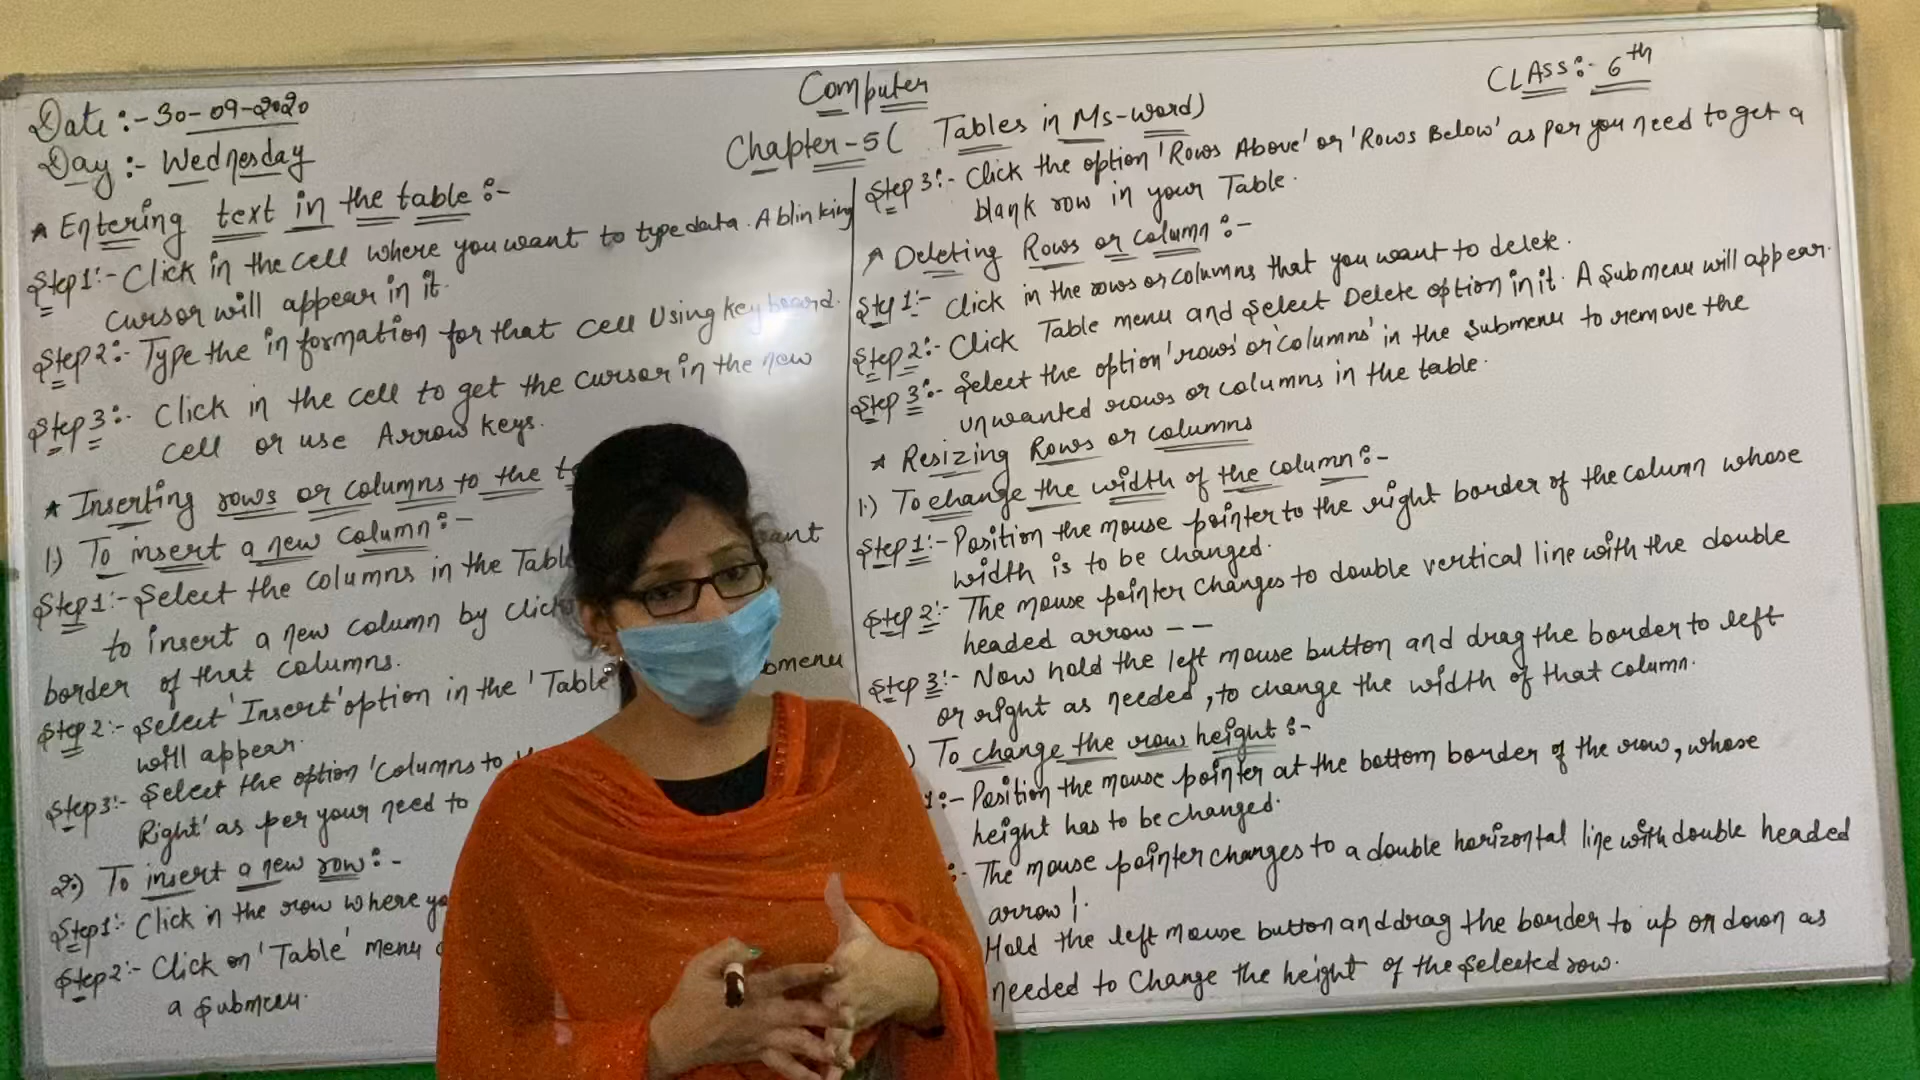 Date :- 30-09-2020
Day :- Wednesday
Computer
CLASS :- 6th
Chapter-5 ( Tables in Ms-Word)
* Entering text in the table :-
Step 1:- Click in the cell where you want to type data. A blinking
cursor will appear in it.
Step 2:- Type the information for that cell Using keyboard.
Step 3:- Click in the cell to get the cursor in the new
cell or use Arrow keys.
* Inserting rows or columns to the
1.) To insert a new column :-
Step 1:- Select the columns in the Table
to insert a new column by
border of that columns.
Step 2:- Select 'Insert' option in the 'Table
will appear.
Step 3:- Select the option 'Columns to
Right' as per your need to
2.) To insert a new row :-
Step 1:- Click in the row where
Step 2:- Click on 'Table' menu
a submenu.
Step 3:- Click the option 'Rows Above' or 'Rows Below' as per you need to get a
blank row in your Table.
* Deleting Rows or column :-
Step 1:- Click in the rows or columns that you want to delete.
Step 2:- Click Table menu and Select Delete option in it. A Submenu will appear.
Step 3:- Select the option 'rows' or 'columns' in the submenu to remove the
unwanted rows or columns in the table.
* Resizing Rows or columns
1.) To change the width of the column :-
Step 1:- Position the mouse pointer to the right border of the column whose
width is to be changed.
Step 2:- The mouse pointer changes to double vertical line with the double
headed arrow - -
Step 3:- Now hold the left mouse button and drag the border to left
or right as needed, to change the width of that column.
) To change the row height :-
1:- Position the mouse pointer at the bottom border of the row, whose
height has to be changed.
:- The mouse pointer changes to a double horizontal line with double headed
arrow
Hold the left mouse button and drag the border to up or down as
needed to Change the height of the selected row.